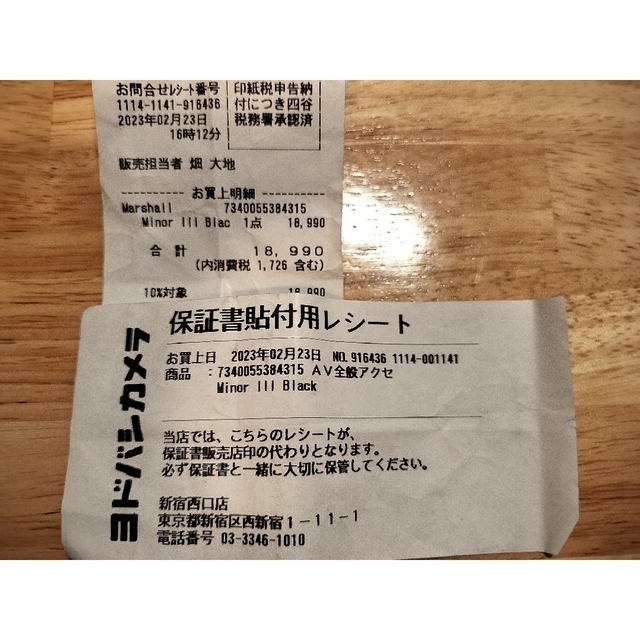 お問合せレシート番号
1114-1141-916436
2023年02月23日
16時12分
印紙税申告納
付につき四谷
税務署承認済
販売担当者 畑 大地
---------- お買上明細 ----------
Marshall 7340055384315
Minor III Blac 1点 18,990
合 計 18,990
(内消費税 1,726 含む)
10%対象 18,990
ヨドバシカメラ
保証書貼付用レシート
お買上日 2023年02月23日 NO.916436 1114-001141
商品 :7340055384315 AV全般アクセ
Minor III Black
当店では、こちらのレシートが、
保証書販売店印の代わりとなります。
必ず保証書と一緒に大切に保管してください。
新宿西口店
東京都新宿区西新宿1-11-1
電話番号 03-3346-1010